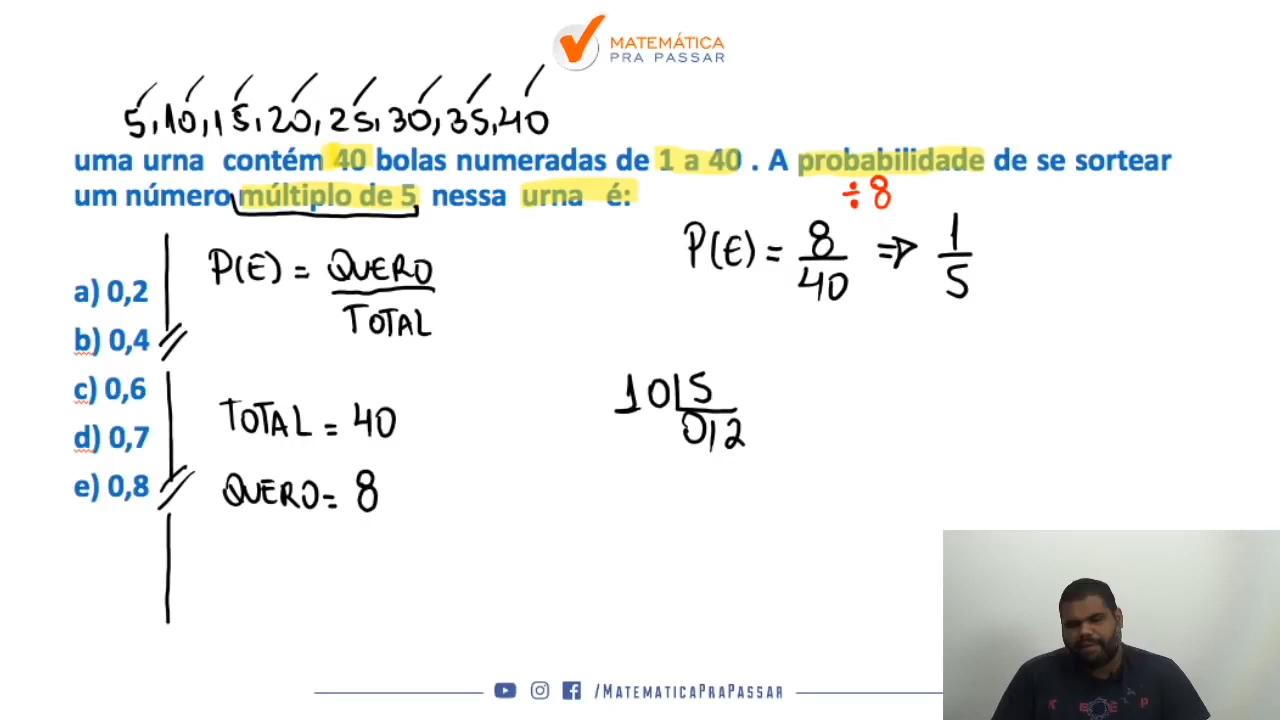 MATEMÁTICA
PRA PASSAR
5, 10, 15, 20, 25, 30, 35, 40
uma urna contém 40 bolas numeradas de 1 a 40 . A probabilidade de se sortear
um número múltiplo de 5 nessa urna é:
÷8
P(E) = QUERO / TOTAL
P(E) = 8/40 => 1/5
a) 0,2
b) 0,4
c) 0,6
d) 0,7
e) 0,8
TOTAL = 40
QUERO = 8
10 | 5
0,2
/MATEMATICAPRAPASSAR